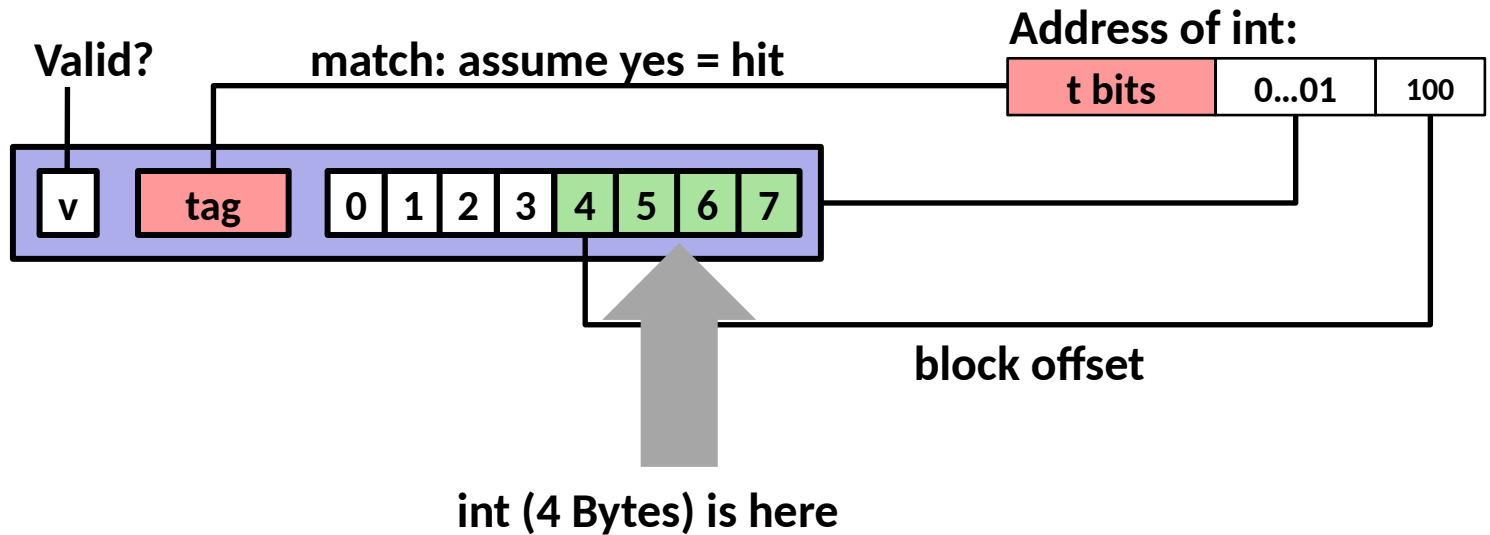 Address of int:
Valid?
match: assume yes = hit
t bits 0...01 100
v tag 0 1 2 3 4 5 6 7
block offset
int (4 Bytes) is here